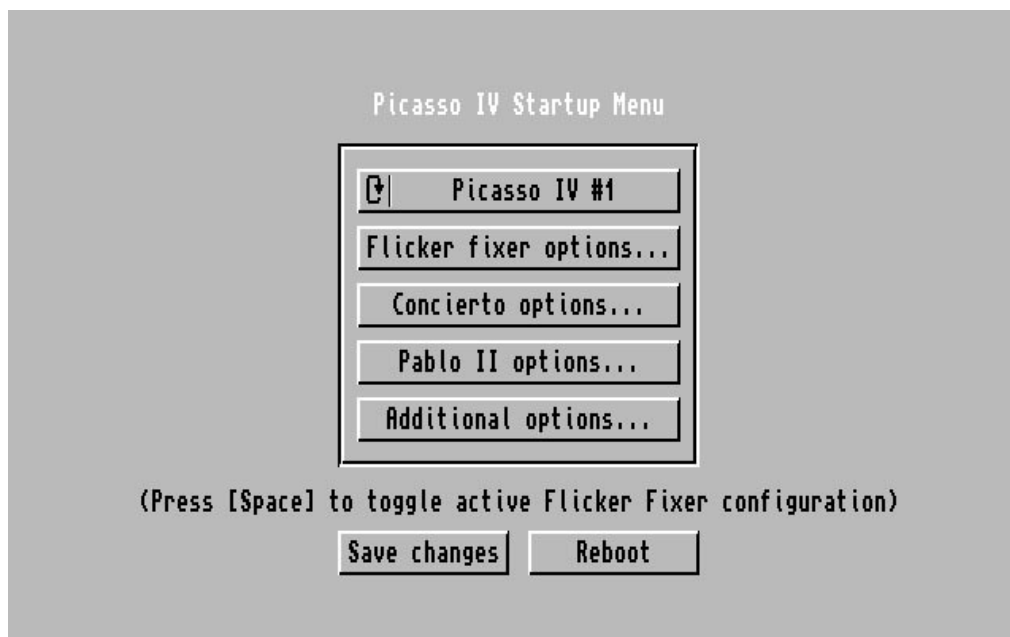 Picasso IV Startup Menu
Picasso IV #1
Flicker fixer options...
Concierto options...
Pablo II options...
Additional options...
(Press [Space] to toggle active Flicker Fixer configuration)
Save changes
Reboot